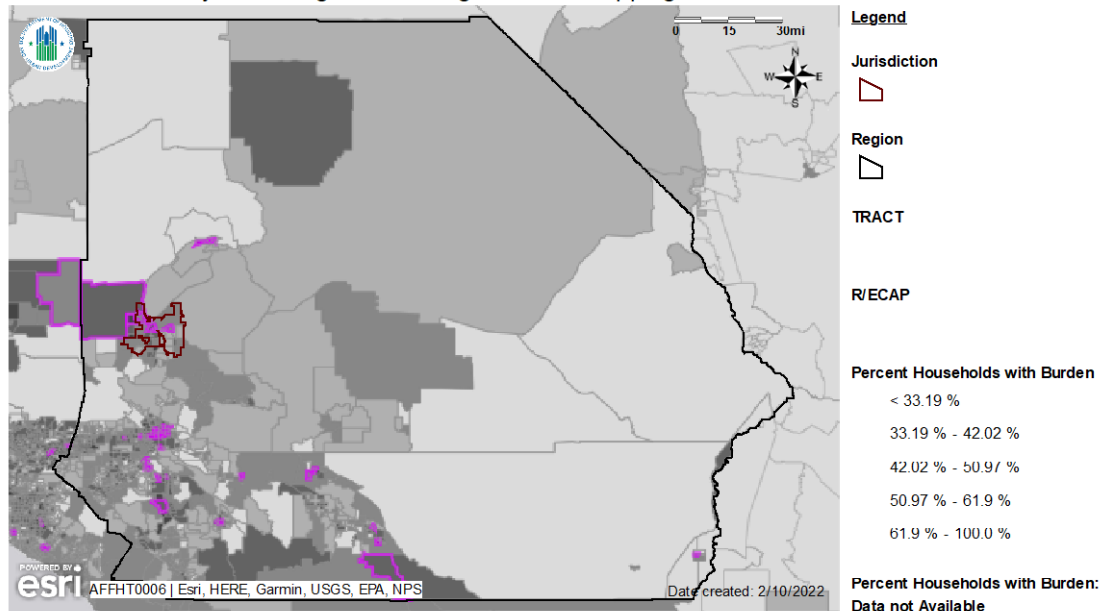 0 15 30mi
N
W E
S
Legend
Jurisdiction
Region
TRACT
R/ECAP
Percent Households with Burden
< 33.19 %
33.19 % - 42.02 %
42.02 % - 50.97 %
50.97 % - 61.9 %
61.9 % - 100.0 %
Percent Households with Burden:
Data not Available
POWERED BY
esri
AFFHT0006 | Esri, HERE, Garmin, USGS, EPA, NPS
Date created: 2/10/2022